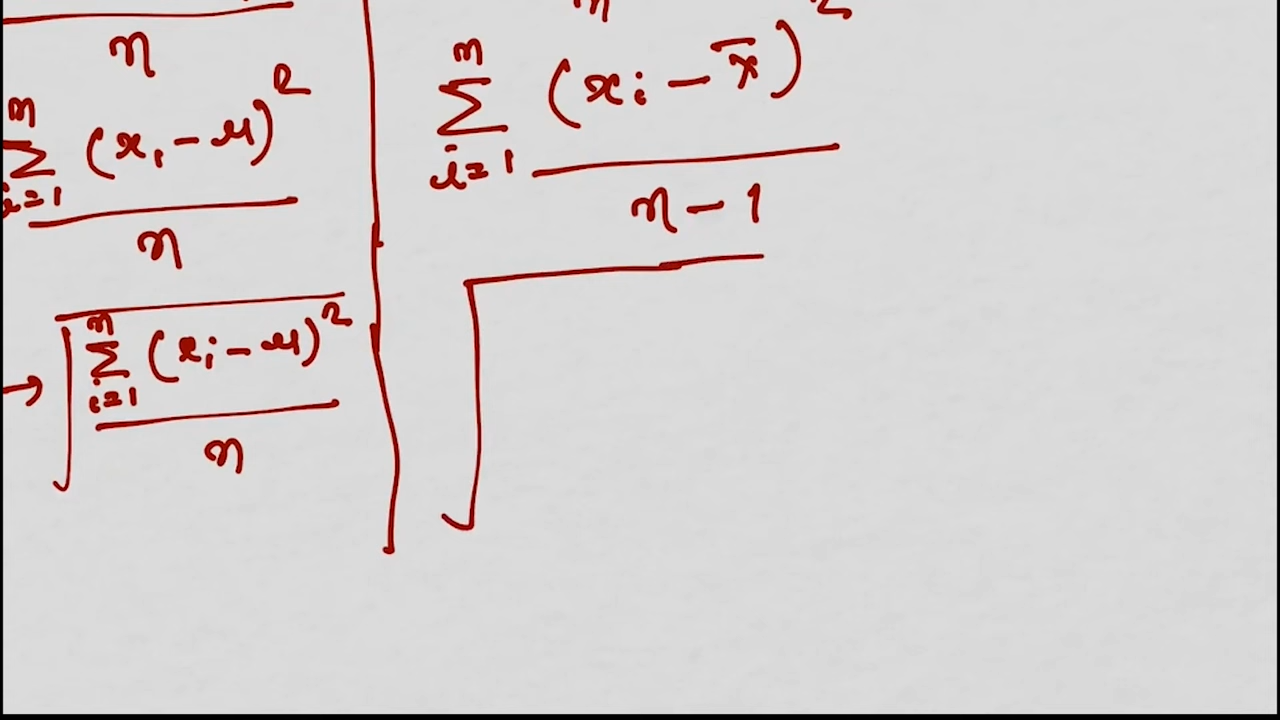 n
n
∑ (xi - μ)²
i=1
n
→ √ ∑ (xi - μ)²
n
i=1
n
n
∑ (xi - x̄)²
i=1
n - 1
√